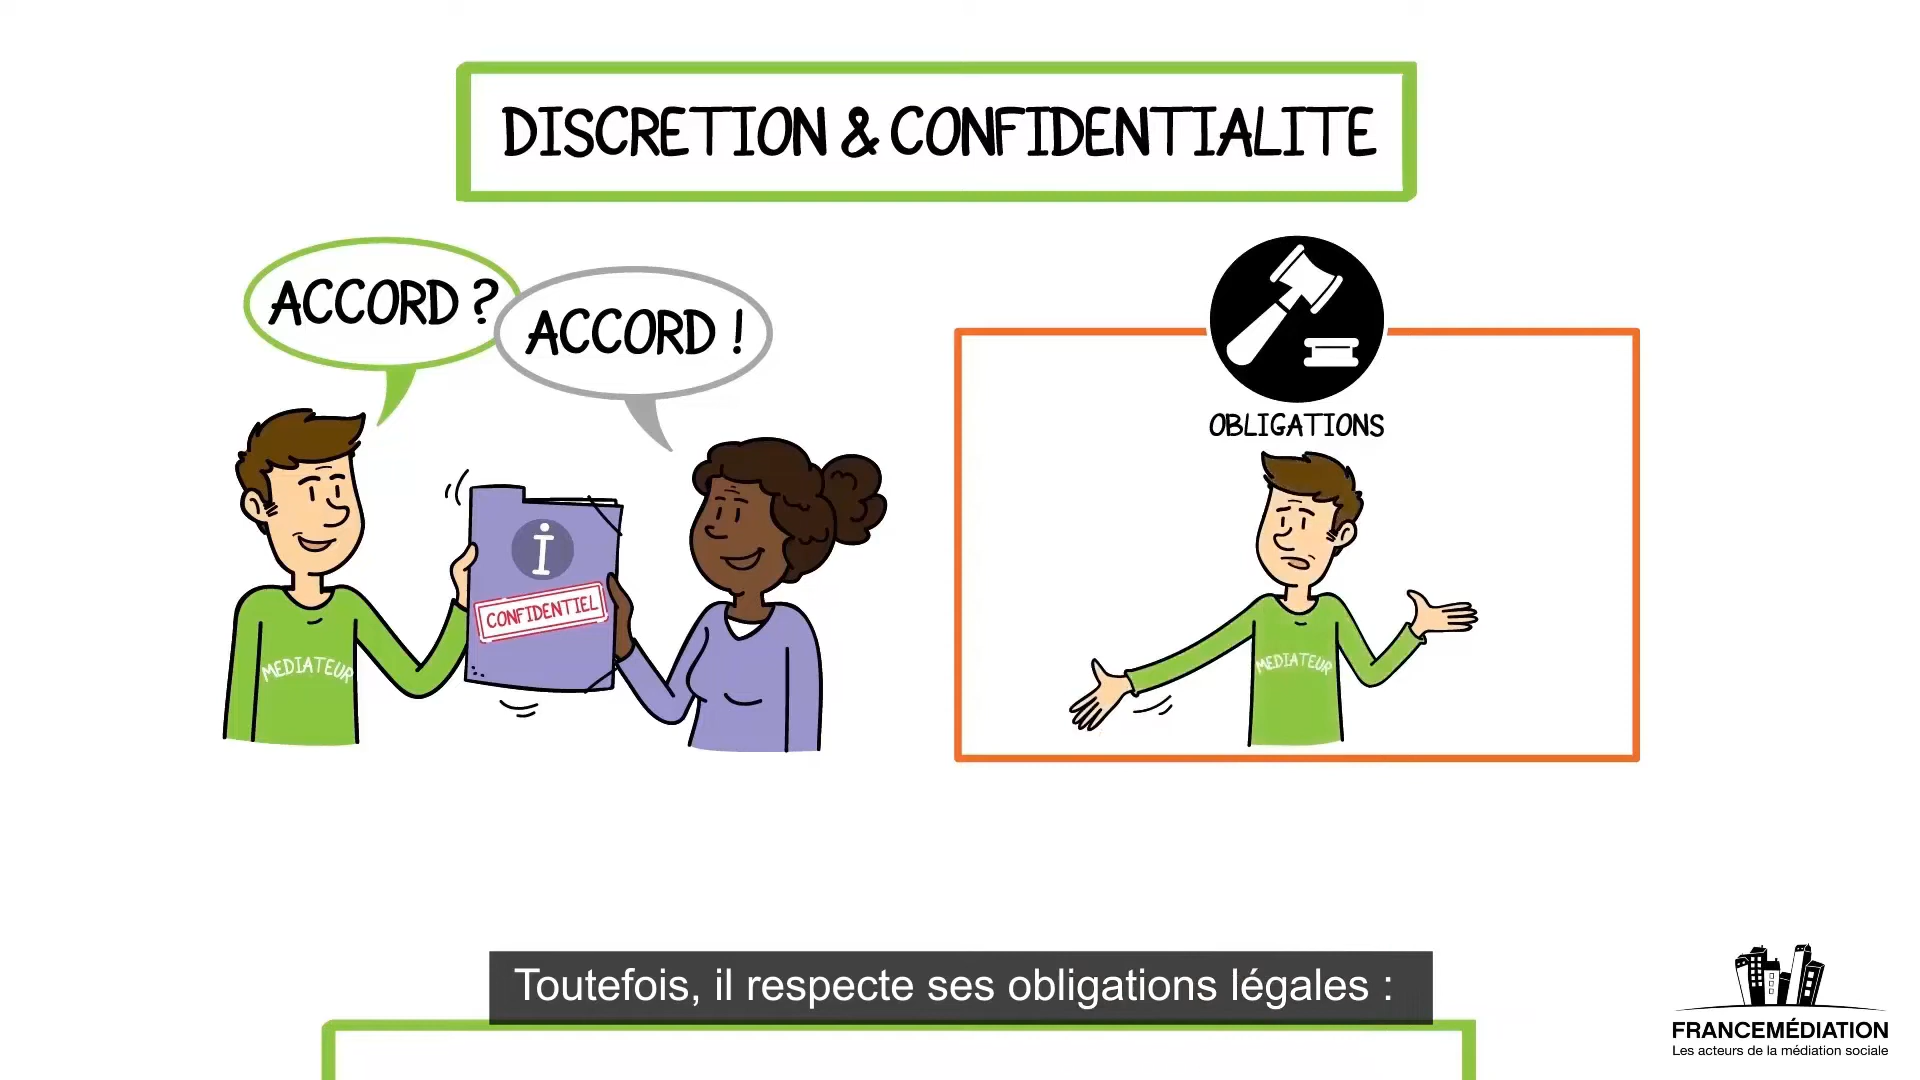 DISCRETION & CONFIDENTIALITE
ACCORD ?
ACCORD !
OBLIGATIONS
i
CONFIDENTIEL
MEDIATEUR
MEDIATEUR
Toutefois, il respecte ses obligations légales :
FRANCEMÉDIATION
Les acteurs de la médiation sociale